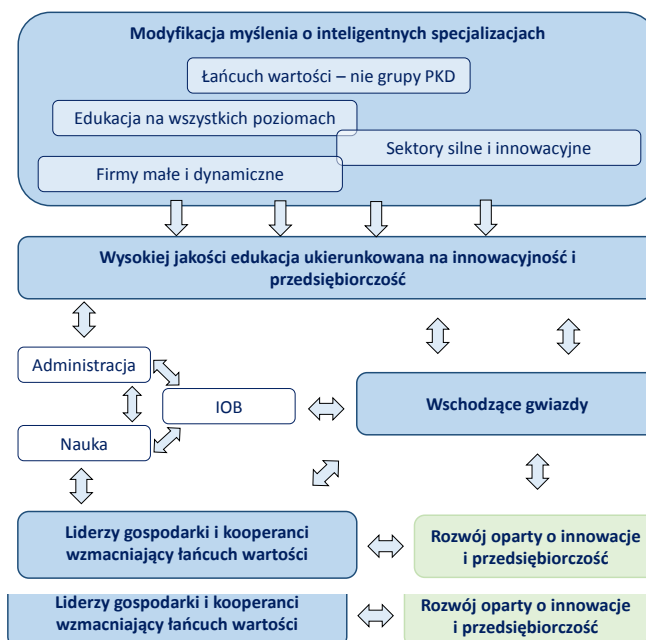 Modyfikacja myślenia o inteligentnych specjalizacjach
Łańcuch wartości – nie grupy PKD
Edukacja na wszystkich poziomach
Sektory silne i innowacyjne
Firmy małe i dynamiczne
Wysokiej jakości edukacja ukierunkowana na innowacyjność i
przedsiębiorczość
Administracja
IOB
Wschodzące gwiazdy
Nauka
Liderzy gospodarki i kooperanci
wzmacniający łańcuch wartości
Rozwój oparty o innowacje
i przedsiębiorczość
Liderzy gospodarki i kooperanci
wzmacniający łańcuch wartości
Rozwój oparty o innowacje
i przedsiębiorczość